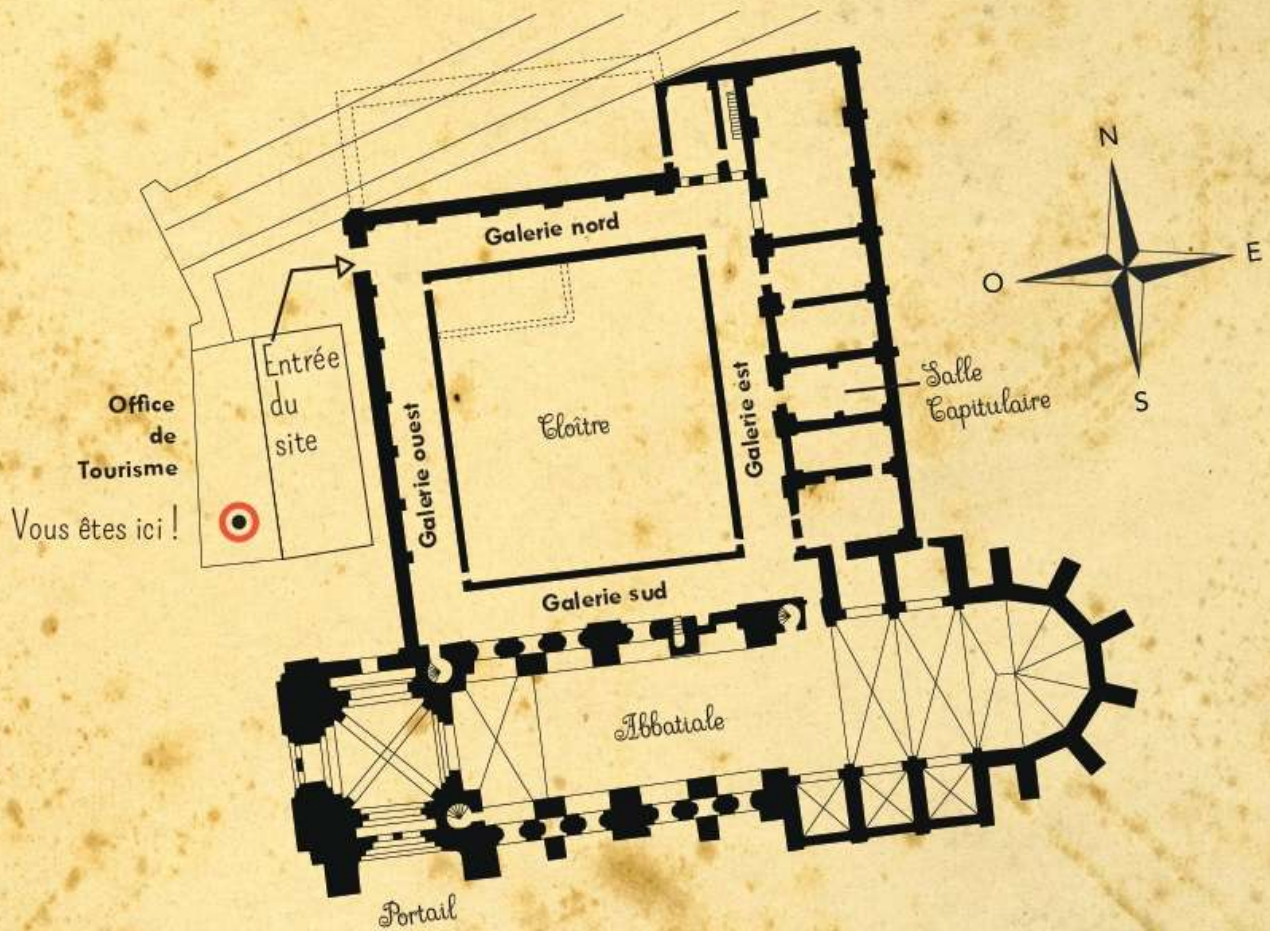 N
O
E
S
Galerie nord
Entrée
du
site
Office
de
Tourisme
Vous êtes ici !
Galerie ouest
Cloître
Galerie est
Salle
Capitulaire
Galerie sud
Abbatiale
Portail